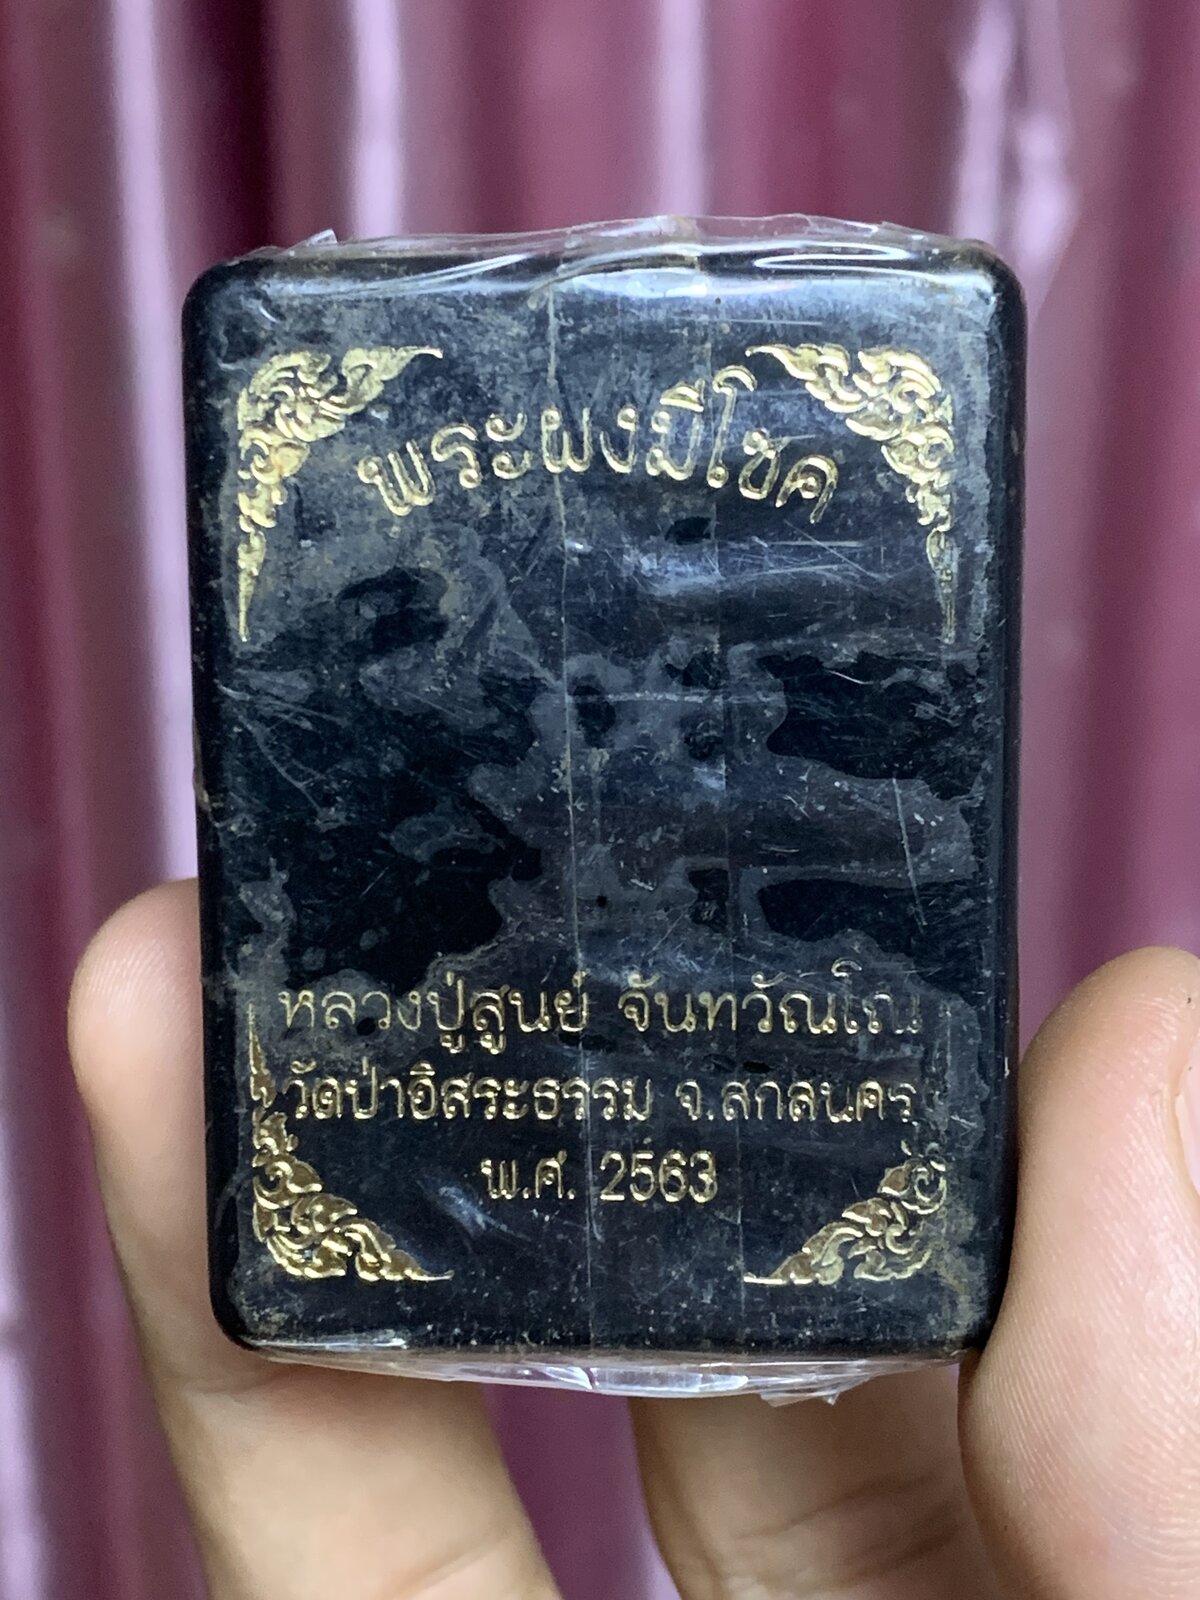 พระผงมีโชค
หลวงปู่สูนย์ จันทวัณโณ
วัดป่าอิสระธรรม จ.สกลนคร
พ.ศ. 2563